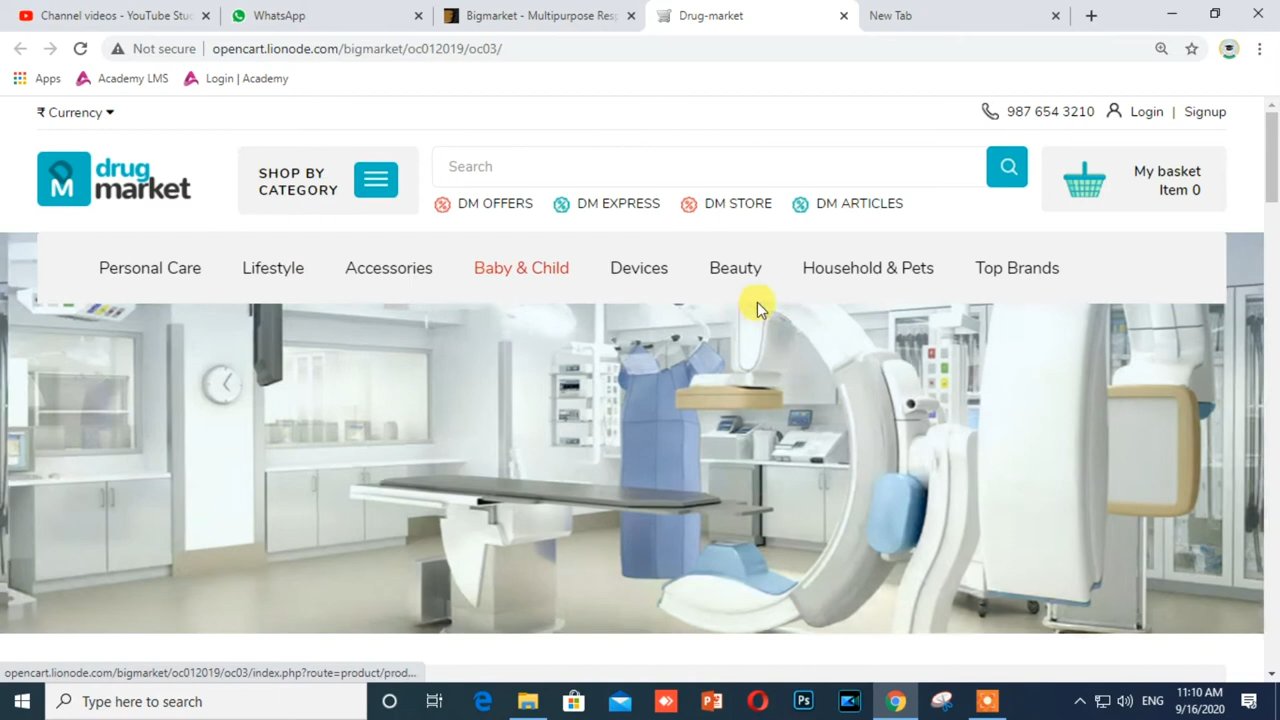 Channel videos - YouTube Stu
WhatsApp
Bigmarket - Multipurpose Resp
Drug-market
New Tab
Not secure
opencart.lionode.com/bigmarket/oc012019/oc03/
Apps
Academy LMS
Login | Academy
₹ Currency
987 654 3210
Login | Signup
drug
market
SHOP BY
CATEGORY
Search
My basket
Item 0
DM OFFERS
DM EXPRESS
DM STORE
DM ARTICLES
Personal Care
Lifestyle
Accessories
Baby & Child
Devices
Beauty
Household & Pets
Top Brands
opencart.lionode.com/bigmarket/oc012019/oc03/index.php?route=product/prod...
Type here to search
ENG
11:10 AM
9/16/2020